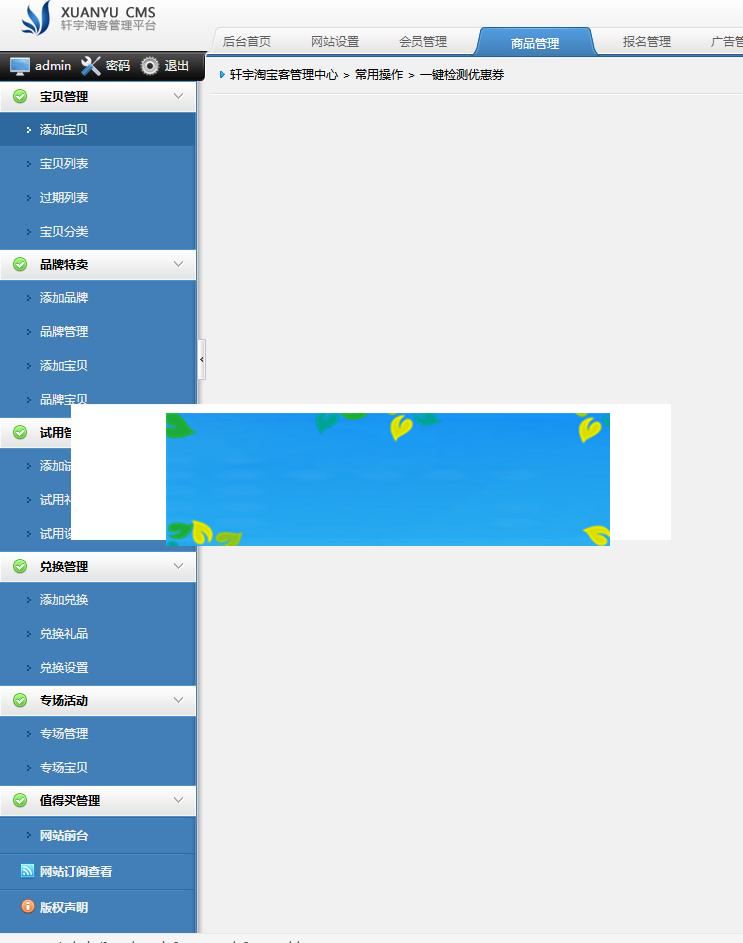 XUANYU CMS
轩宇淘客管理平台
后台首页 网站设置 会员管理 商品管理 报名管理 广告管
admin 密码 退出
轩宇淘宝客管理中心 > 常用操作 > 一键检测优惠券
宝贝管理
添加宝贝
宝贝列表
过期列表
宝贝分类
品牌特卖
添加品牌
品牌管理
添加宝贝
品牌宝贝
试用管
添加试
试用礼
试用设
兑换管理
添加兑换
兑换礼品
兑换设置
专场活动
专场管理
专场宝贝
值得买管理
网站前台
网站订阅查看
版权声明